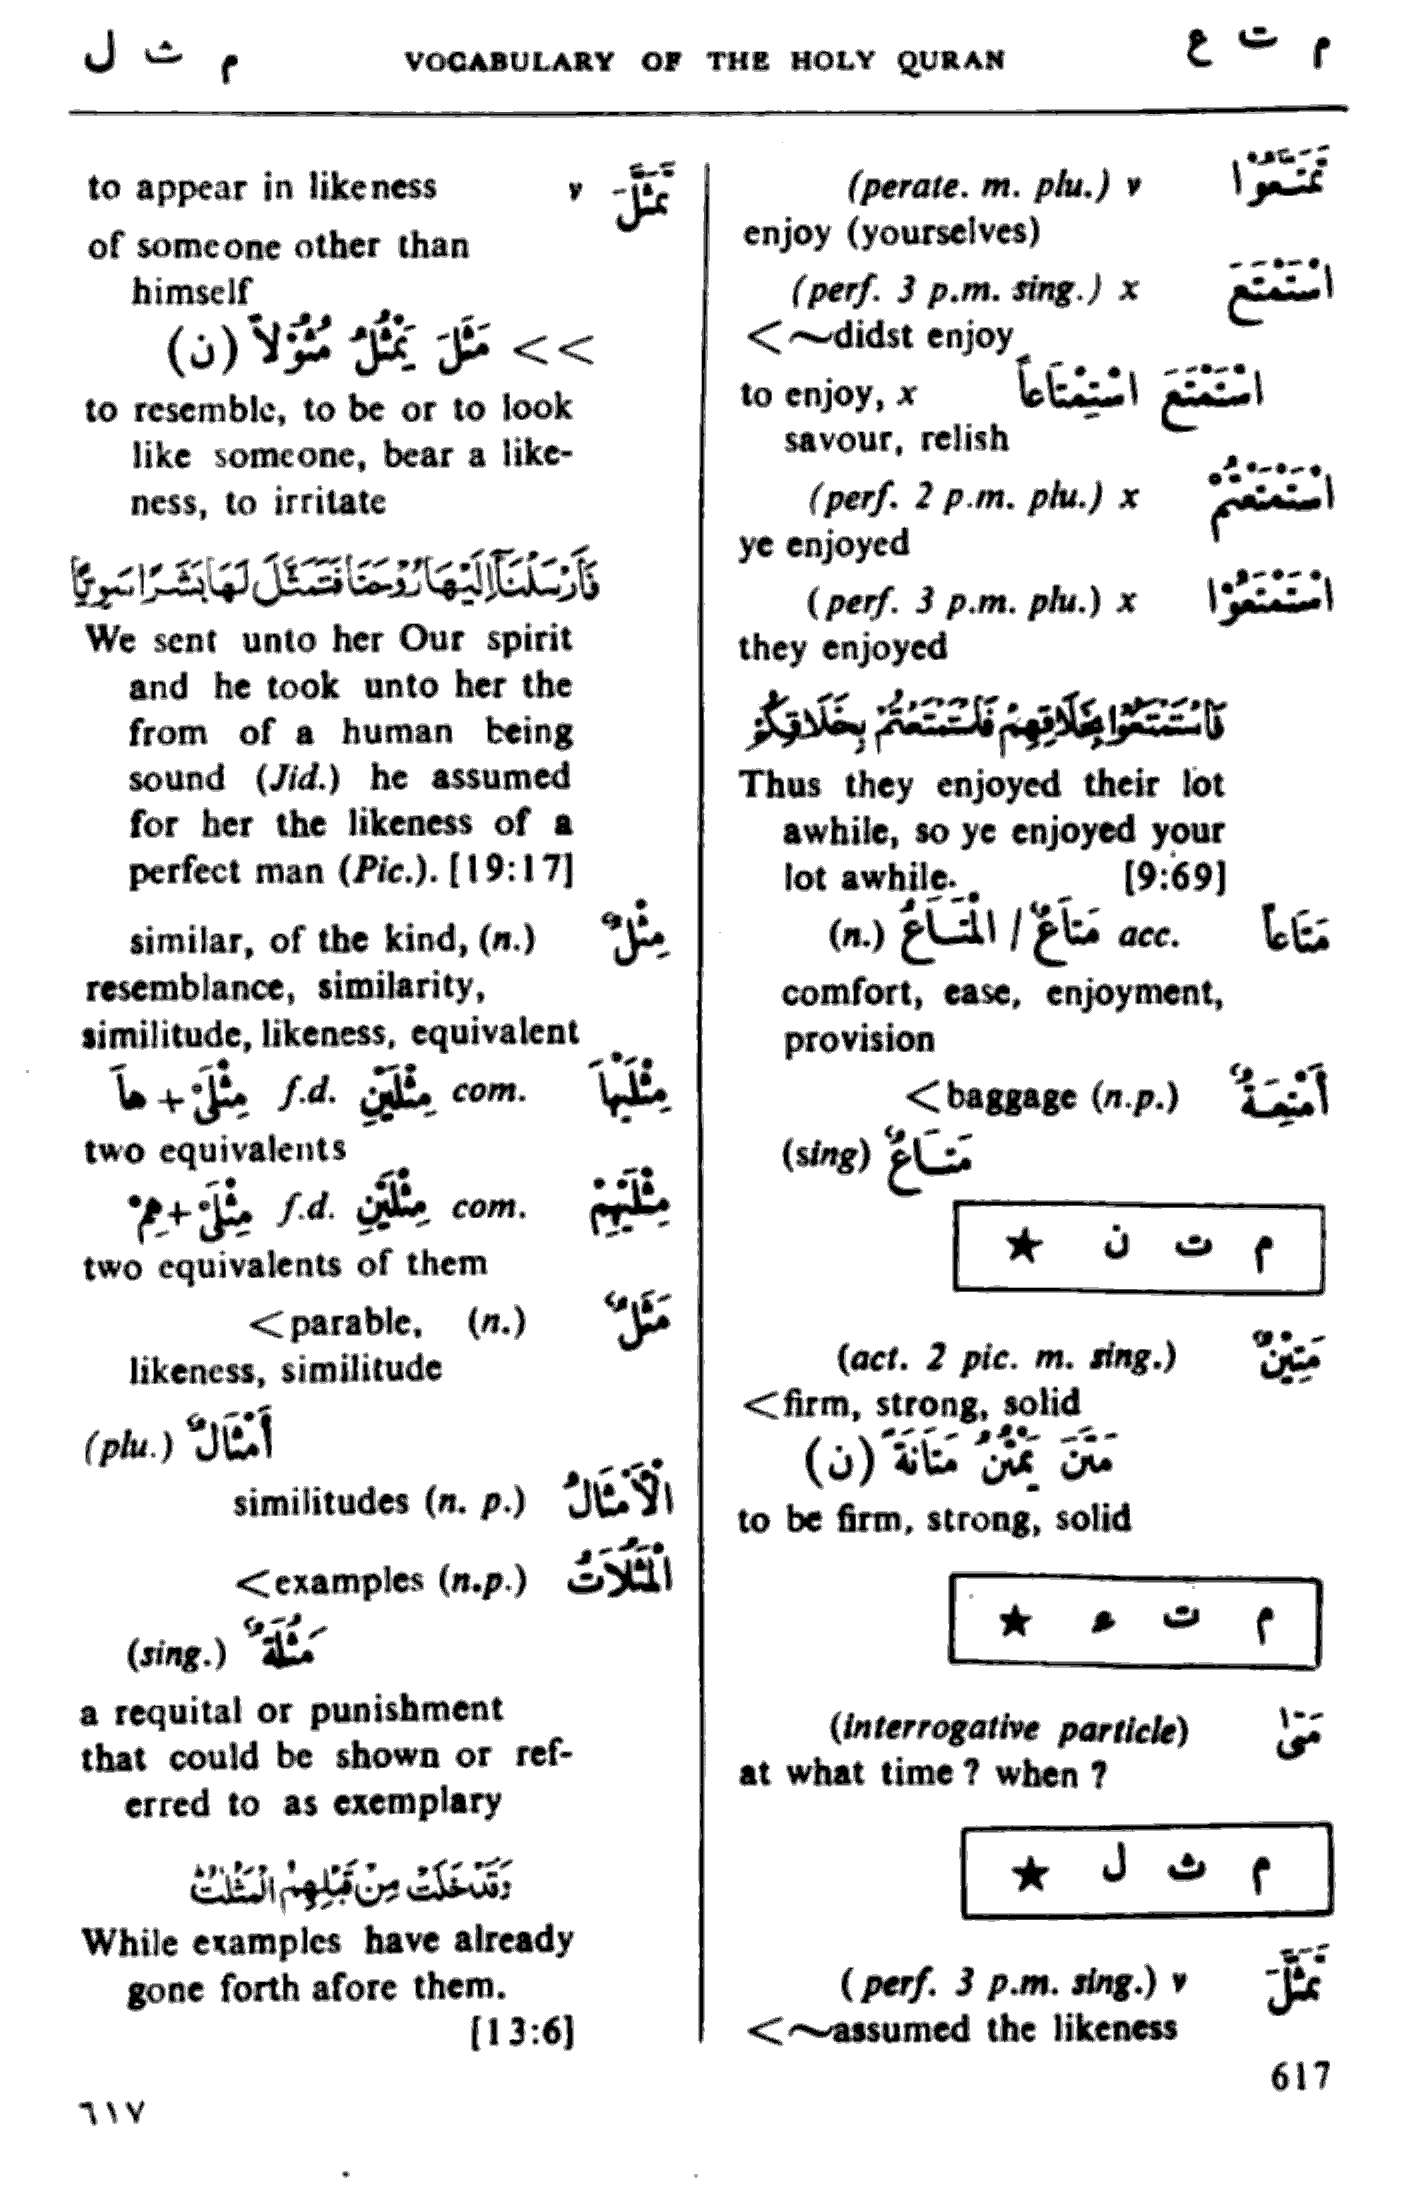 م ث ل VOCABULARY OF THE HOLY QURAN م ت ع
(perate. m. plu.) v تَمَتَّعُوْا
enjoy (yourselves)
(perf. 3 p.m. sing.) x اسْتَمْتَعَ
<~didst enjoy
to enjoy, x اسْتَمْتَعَ اسْتِمْتَاعاً
savour, relish
(perf. 2 p.m. plu.) x اسْتَمْتَعْتُمْ
ye enjoyed
(perf. 3 p.m. plu.) x اسْتَمْتَعُوْا
they enjoyed
فَاسْتَمْتَعُوْا بِخَلَاقِهِمْ فَاسْتَمْتَعْتُمْ بِخَلَاقِكُمْ
Thus they enjoyed their lot
awhile, so ye enjoyed your
lot awhile. [9:69]
(n.) مَتَاعٌ / الْمَتَاعُ acc. مَتَاعاً
comfort, ease, enjoyment,
provision
<baggage (n.p.) أَمْتِعَةٌ
(sing) مَتَاعٌ
م ت ن ★
(act. 2 pic. m. sing.) مَتِيْنٌ
<firm, strong, solid
مَتَنَ يَمْتُنُ مَتَانَةً (ن)
to be firm, strong, solid
م ت ء ★
(interrogative particle) مَتٰى
at what time ? when ?
م ث ل ★
( perf. 3 p.m. sing.) v تَمَثَّلَ
<~assumed the likeness
to appear in likeness v تَمَثَّلَ
of someone other than
himself
<< مَثَلَ يَمْثُلُ مُثُوْلاً (ن)
to resemble, to be or to look
like someone, bear a like-
ness, to irritate
فَأَرْسَلْنَآ إِلَيْهَا رُوْحَنَا فَتَمَثَّلَ لَهَا بَشَرًا سَوِيًّا
We sent unto her Our spirit
and he took unto her the
from of a human being
sound (Jid.) he assumed
for her the likeness of a
perfect man (Pic.). [19:17]
similar, of the kind, (n.) مِثْلٌ
resemblance, similarity,
similitude, likeness, equivalent
هَا + مِثْلَيْ f.d. مِثْلَيْنِ com. مِثْلَيْهَا
two equivalents
هِمْ + مِثْلَيْ f.d. مِثْلَيْنِ com. مِثْلَيْهِمْ
two equivalents of them
<parable, (n.) مَثَلٌ
likeness, similitude
(plu.) أَمْثَالٌ
similitudes (n. p.) الْأَمْثَالُ
<examples (n.p.) الْمَثُلَاتُ
(sing.) مَثُلَةٌ
a requital or punishment
that could be shown or ref-
erred to as exemplary
وَقَدْ خَلَتْ مِنْ قَبْلِهِمُ الْمَثُلٰتُ
While examples have already
gone forth afore them.
[13:6]
617
٦١٧